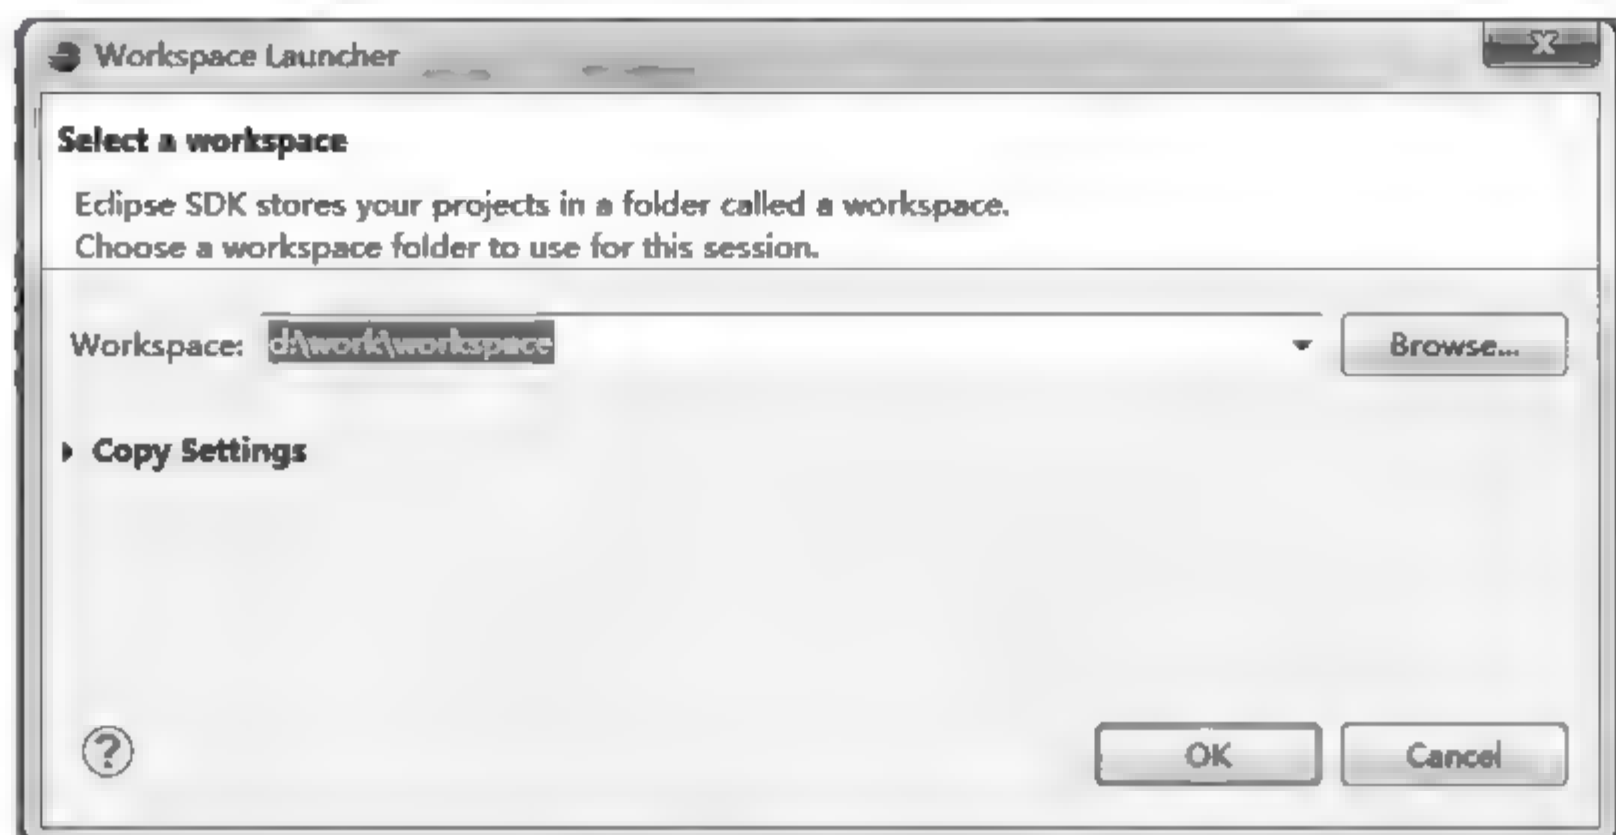 Workspace Launcher
X
Select a workspace
Eclipse SDK stores your projects in a folder called a workspace.
Choose a workspace folder to use for this session.
Workspace: d:\work\workspace Browse...
Copy Settings
? OK Cancel